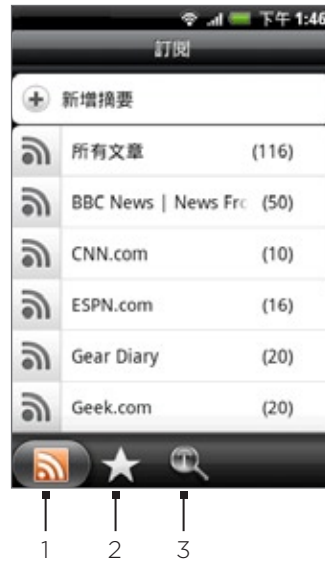 下午 1:46
訂閱
新增摘要
所有文章 (116)
BBC News | News Fro (50)
CNN.com (10)
ESPN.com (16)
Gear Diary (20)
Geek.com (20)
1 2 3